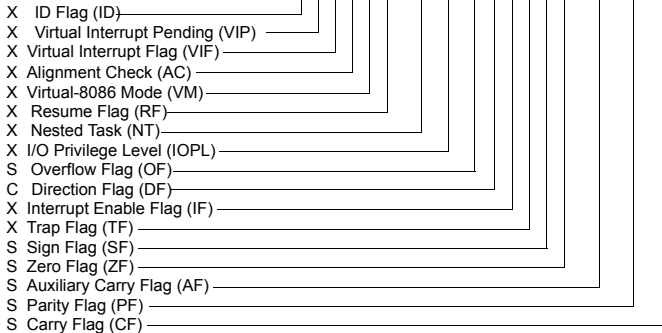 X ID Flag (ID)
X Virtual Interrupt Pending (VIP)
X Virtual Interrupt Flag (VIF)
X Alignment Check (AC)
X Virtual-8086 Mode (VM)
X Resume Flag (RF)
X Nested Task (NT)
X I/O Privilege Level (IOPL)
S Overflow Flag (OF)
C Direction Flag (DF)
X Interrupt Enable Flag (IF)
X Trap Flag (TF)
S Sign Flag (SF)
S Zero Flag (ZF)
S Auxiliary Carry Flag (AF)
S Parity Flag (PF)
S Carry Flag (CF)